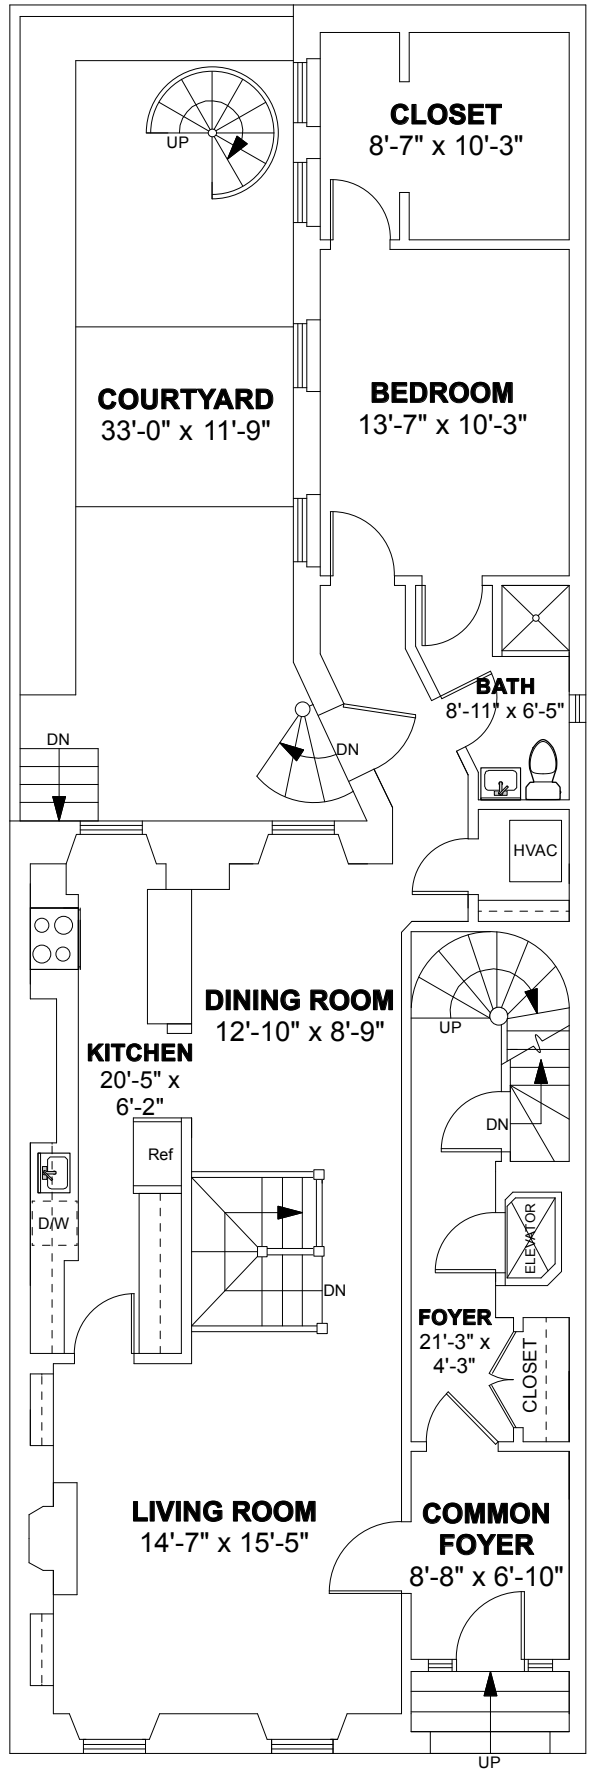 CLOSET
8'-7" x 10'-3"
UP
COURTYARD
33'-0" x 11'-9"
BEDROOM
13'-7" x 10'-3"
BATH
8'-11" x 6'-5"
DN
DN
HVAC
DINING ROOM
12'-10" x 8'-9"
UP
KITCHEN
20'-5" x
6'-2"
DN
Ref
D/W
ELEVATOR
DN
FOYER
21'-3" x
4'-3"
CLOSET
LIVING ROOM
14'-7" x 15'-5"
COMMON
FOYER
8'-8" x 6'-10"
UP